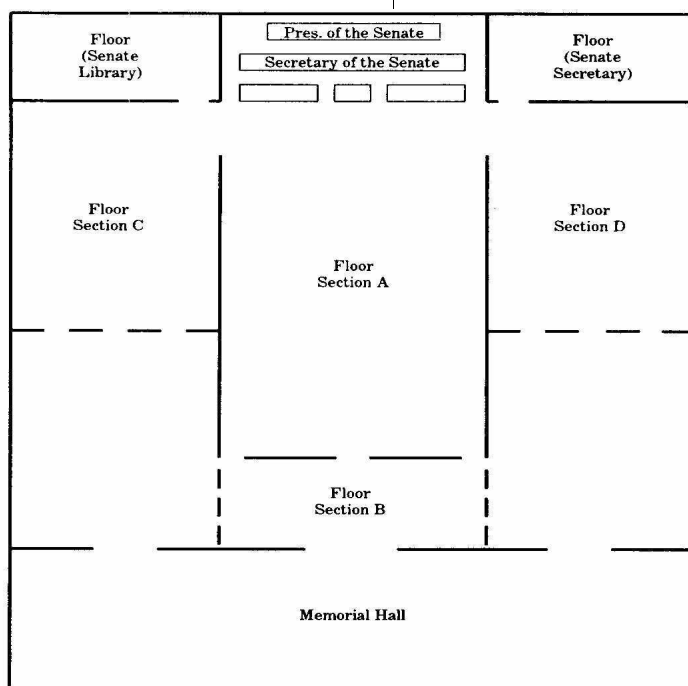 Floor
(Senate
Library)
Pres. of the Senate
Secretary of the Senate
Floor
(Senate
Secretary)
Floor
Section C
Floor
Section A
Floor
Section D
Floor
Section B
Memorial Hall